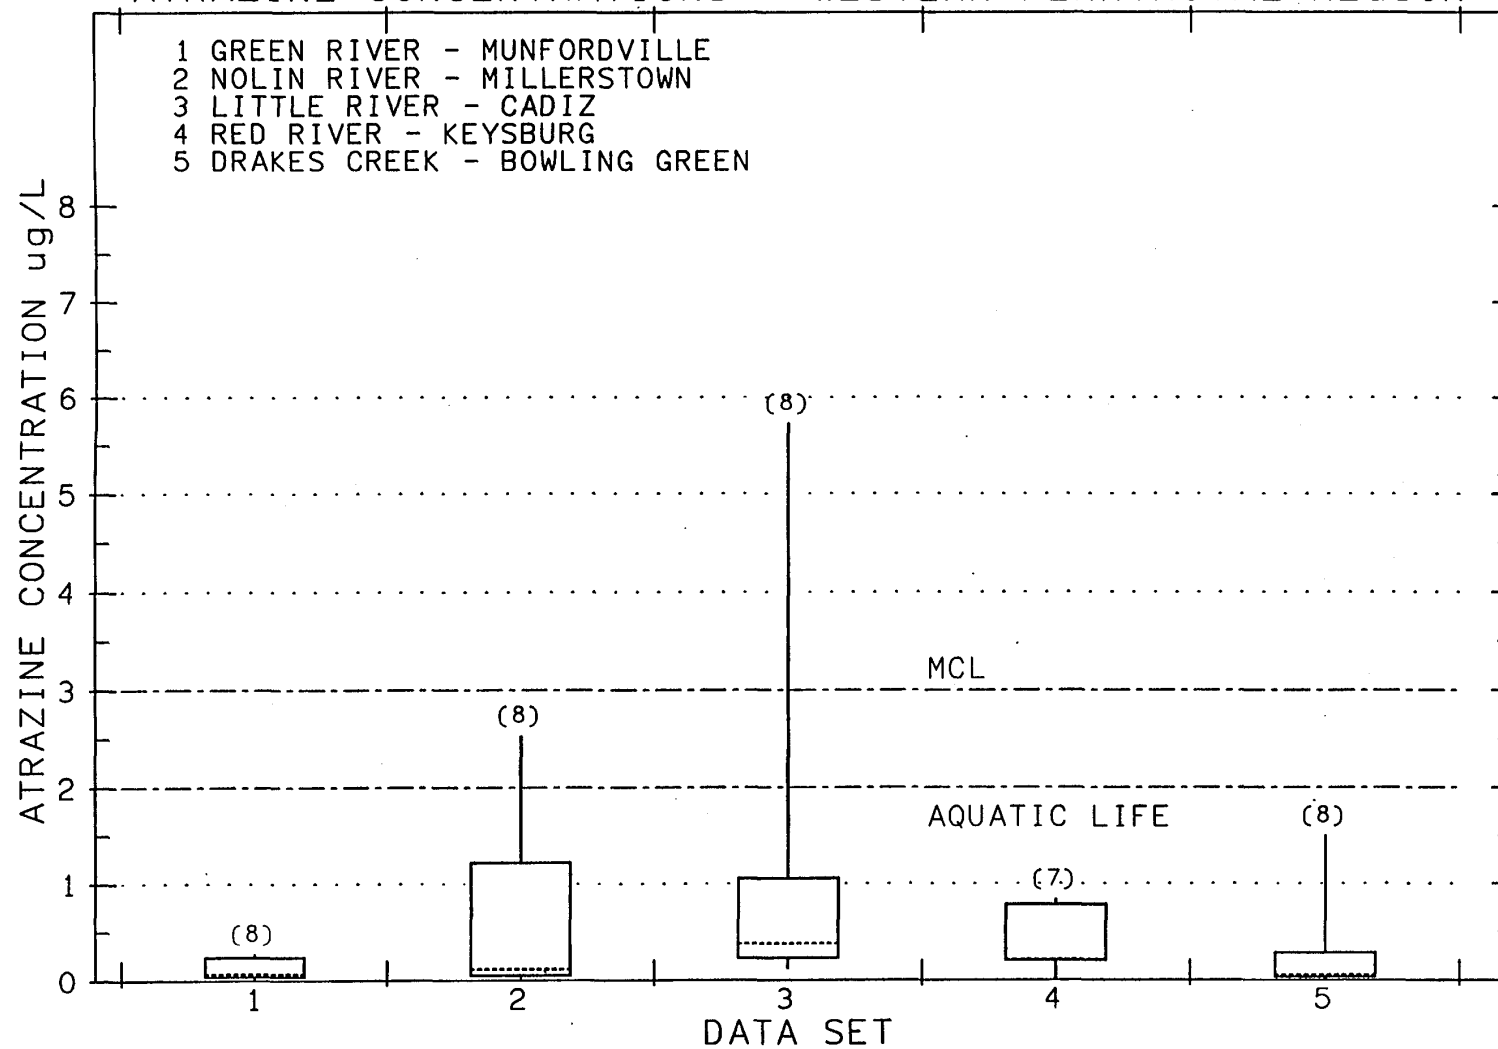 1 GREEN RIVER - MUNFORDVILLE
2 NOLIN RIVER - MILLERSTOWN
3 LITTLE RIVER - CADIZ
4 RED RIVER - KEYSBURG
5 DRAKES CREEK - BOWLING GREEN
ATRAZINE CONCENTRATION ug/L
8
7
6
(8)
5
4
MCL
3
(8)
2
AQUATIC LIFE
(8)
1
(7)
(8)
0
1 2 3 4 5
DATA SET